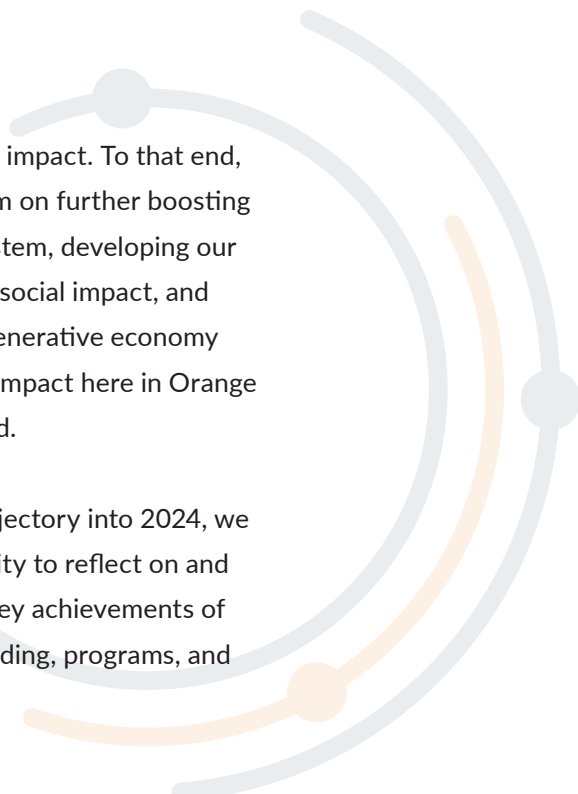 impact. To that end,
m on further boosting
stem, developing our
social impact, and
enerative economy
mpact here in Orange
d.
jectory into 2024, we
ity to reflect on and
ey achievements of
ding, programs, and